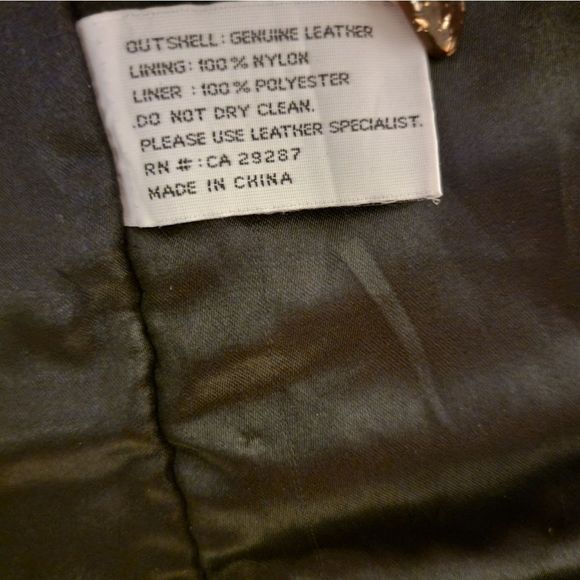 OUTSHELL: GENUINE LEATHER
LINING: 100% NYLON
LINER : 100% POLYESTER
.DO NOT DRY CLEAN.
PLEASE USE LEATHER SPECIALIST.
RN #: CA 29287
MADE IN CHINA